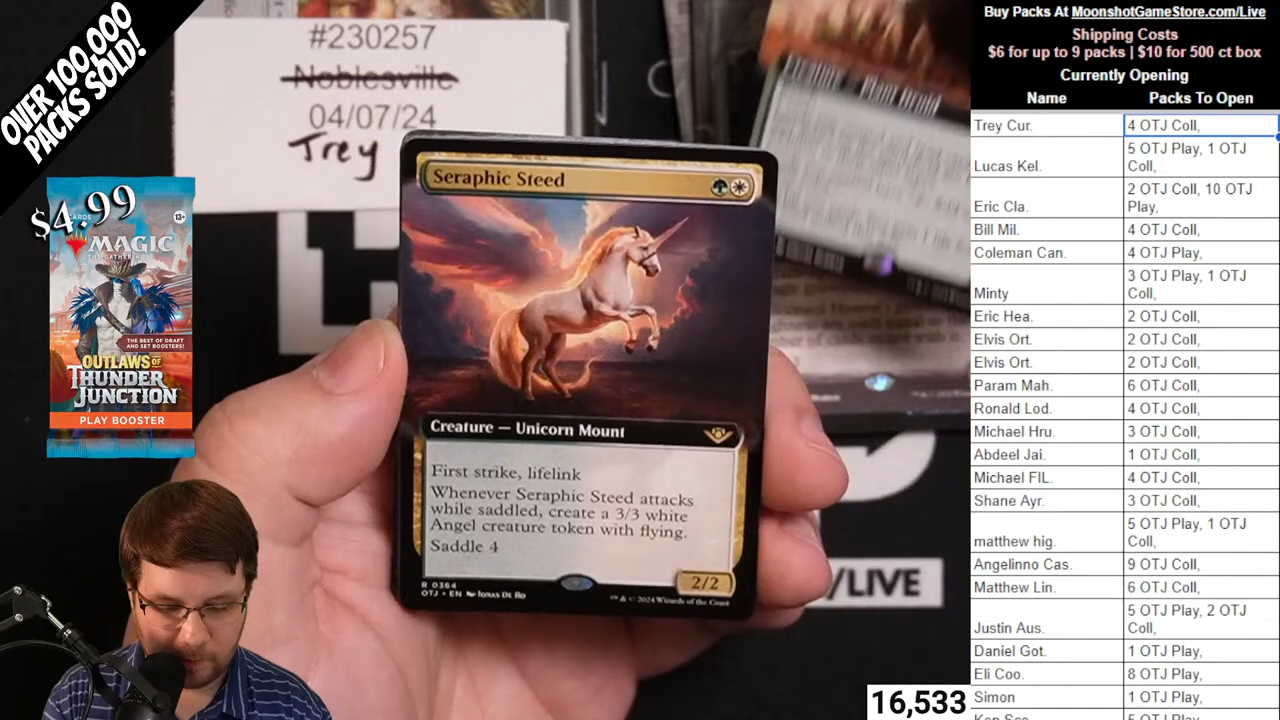 OVER 100,000
PACKS SOLD!
$4.99
13+
MAGIC
THE GATHERING
THE BEST OF DRAFT
AND SET BOOSTERS!
OUTLAWS OF
THUNDER
JUNCTION
PLAY BOOSTER
#230257
Noblesville
04/07/24
Trey
Seraphic Steed
Creature — Unicorn Mount
First strike, lifelink
Whenever Seraphic Steed attacks
while saddled, create a 3/3 white
Angel creature token with flying.
Saddle 4
2/2
R 0364
OTJ • EN
™ & © 2024 Wizards of the Coast
/LIVE
16,533
Buy Packs At MoonshotGameStore.com/Live
Shipping Costs
$6 for up to 9 packs | $10 for 500 ct box
Currently Opening
Name Packs To Open
Trey Cur. 4 OTJ Coll,
Lucas Kel. 5 OTJ Play, 1 OTJ
Coll,
Eric Cla. 2 OTJ Coll, 10 OTJ
Play,
Bill Mil. 4 OTJ Coll,
Coleman Can. 4 OTJ Play,
Minty 3 OTJ Play, 1 OTJ
Coll,
Eric Hea. 2 OTJ Coll,
Elvis Ort. 2 OTJ Coll,
Elvis Ort. 2 OTJ Coll,
Param Mah. 6 OTJ Coll,
Ronald Lod. 4 OTJ Coll,
Michael Hru. 3 OTJ Coll,
Abdeel Jai. 1 OTJ Coll,
Michael FIL. 4 OTJ Coll,
Shane Ayr. 3 OTJ Coll,
matthew hig. 5 OTJ Play, 1 OTJ
Coll,
Angelinno Cas. 9 OTJ Coll,
Matthew Lin. 6 OTJ Coll,
Justin Aus. 5 OTJ Play, 2 OTJ
Coll,
Daniel Got. 1 OTJ Play,
Eli Coo. 8 OTJ Play,
Simon 1 OTJ Play,